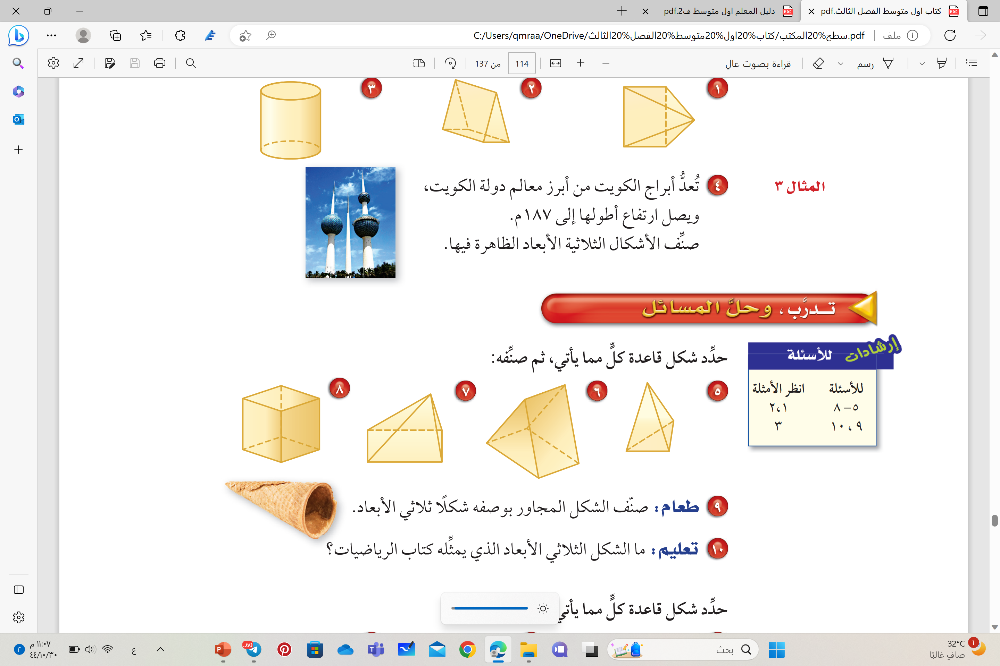 كتاب اول متوسط الفصل الثالث.pdf
دليل المعلم اول متوسط ف2.pdf
ملف
C:/Users/qmraa/OneDrive/سطح%20المكتب/كتاب%20اول%20متوسط%20الفصل%20الثالث.pdf
قراءة بصوت عالٍ
رسم
114
من 137
١
٢
٣
المثال ٣
٤ تُعدُّ أبراج الكويت من أبرز معالم دولة الكويت،
ويصل ارتفاع أطولها إلى ١٨٧م.
صنِّف الأشكال الثلاثية الأبعاد الظاهرة فيها.
تـدرَّب، وحلَّ المسائل
إرشادات للأسئلة
للأسئلة انظر الأمثلة
٥–٨ ١، ٢
٩، ١٠ ٣
حدِّد شكل قاعدة كلٍّ مما يأتي، ثم صنِّفه:
٥
٦
٧
٨
٩ طعام: صنّف الشكل المجاور بوصفه شكلًا ثلاثي الأبعاد.
١٠ تعليم: ما الشكل الثلاثي الأبعاد الذي يمثِّله كتاب الرياضيات؟
حدِّد شكل قاعدة كلٍّ مما يأتي
١
32°C
صافٍ غالبًا
بحث
..60
ع
١١:٠٧ م
٤٤/١٠/٣٠
٣